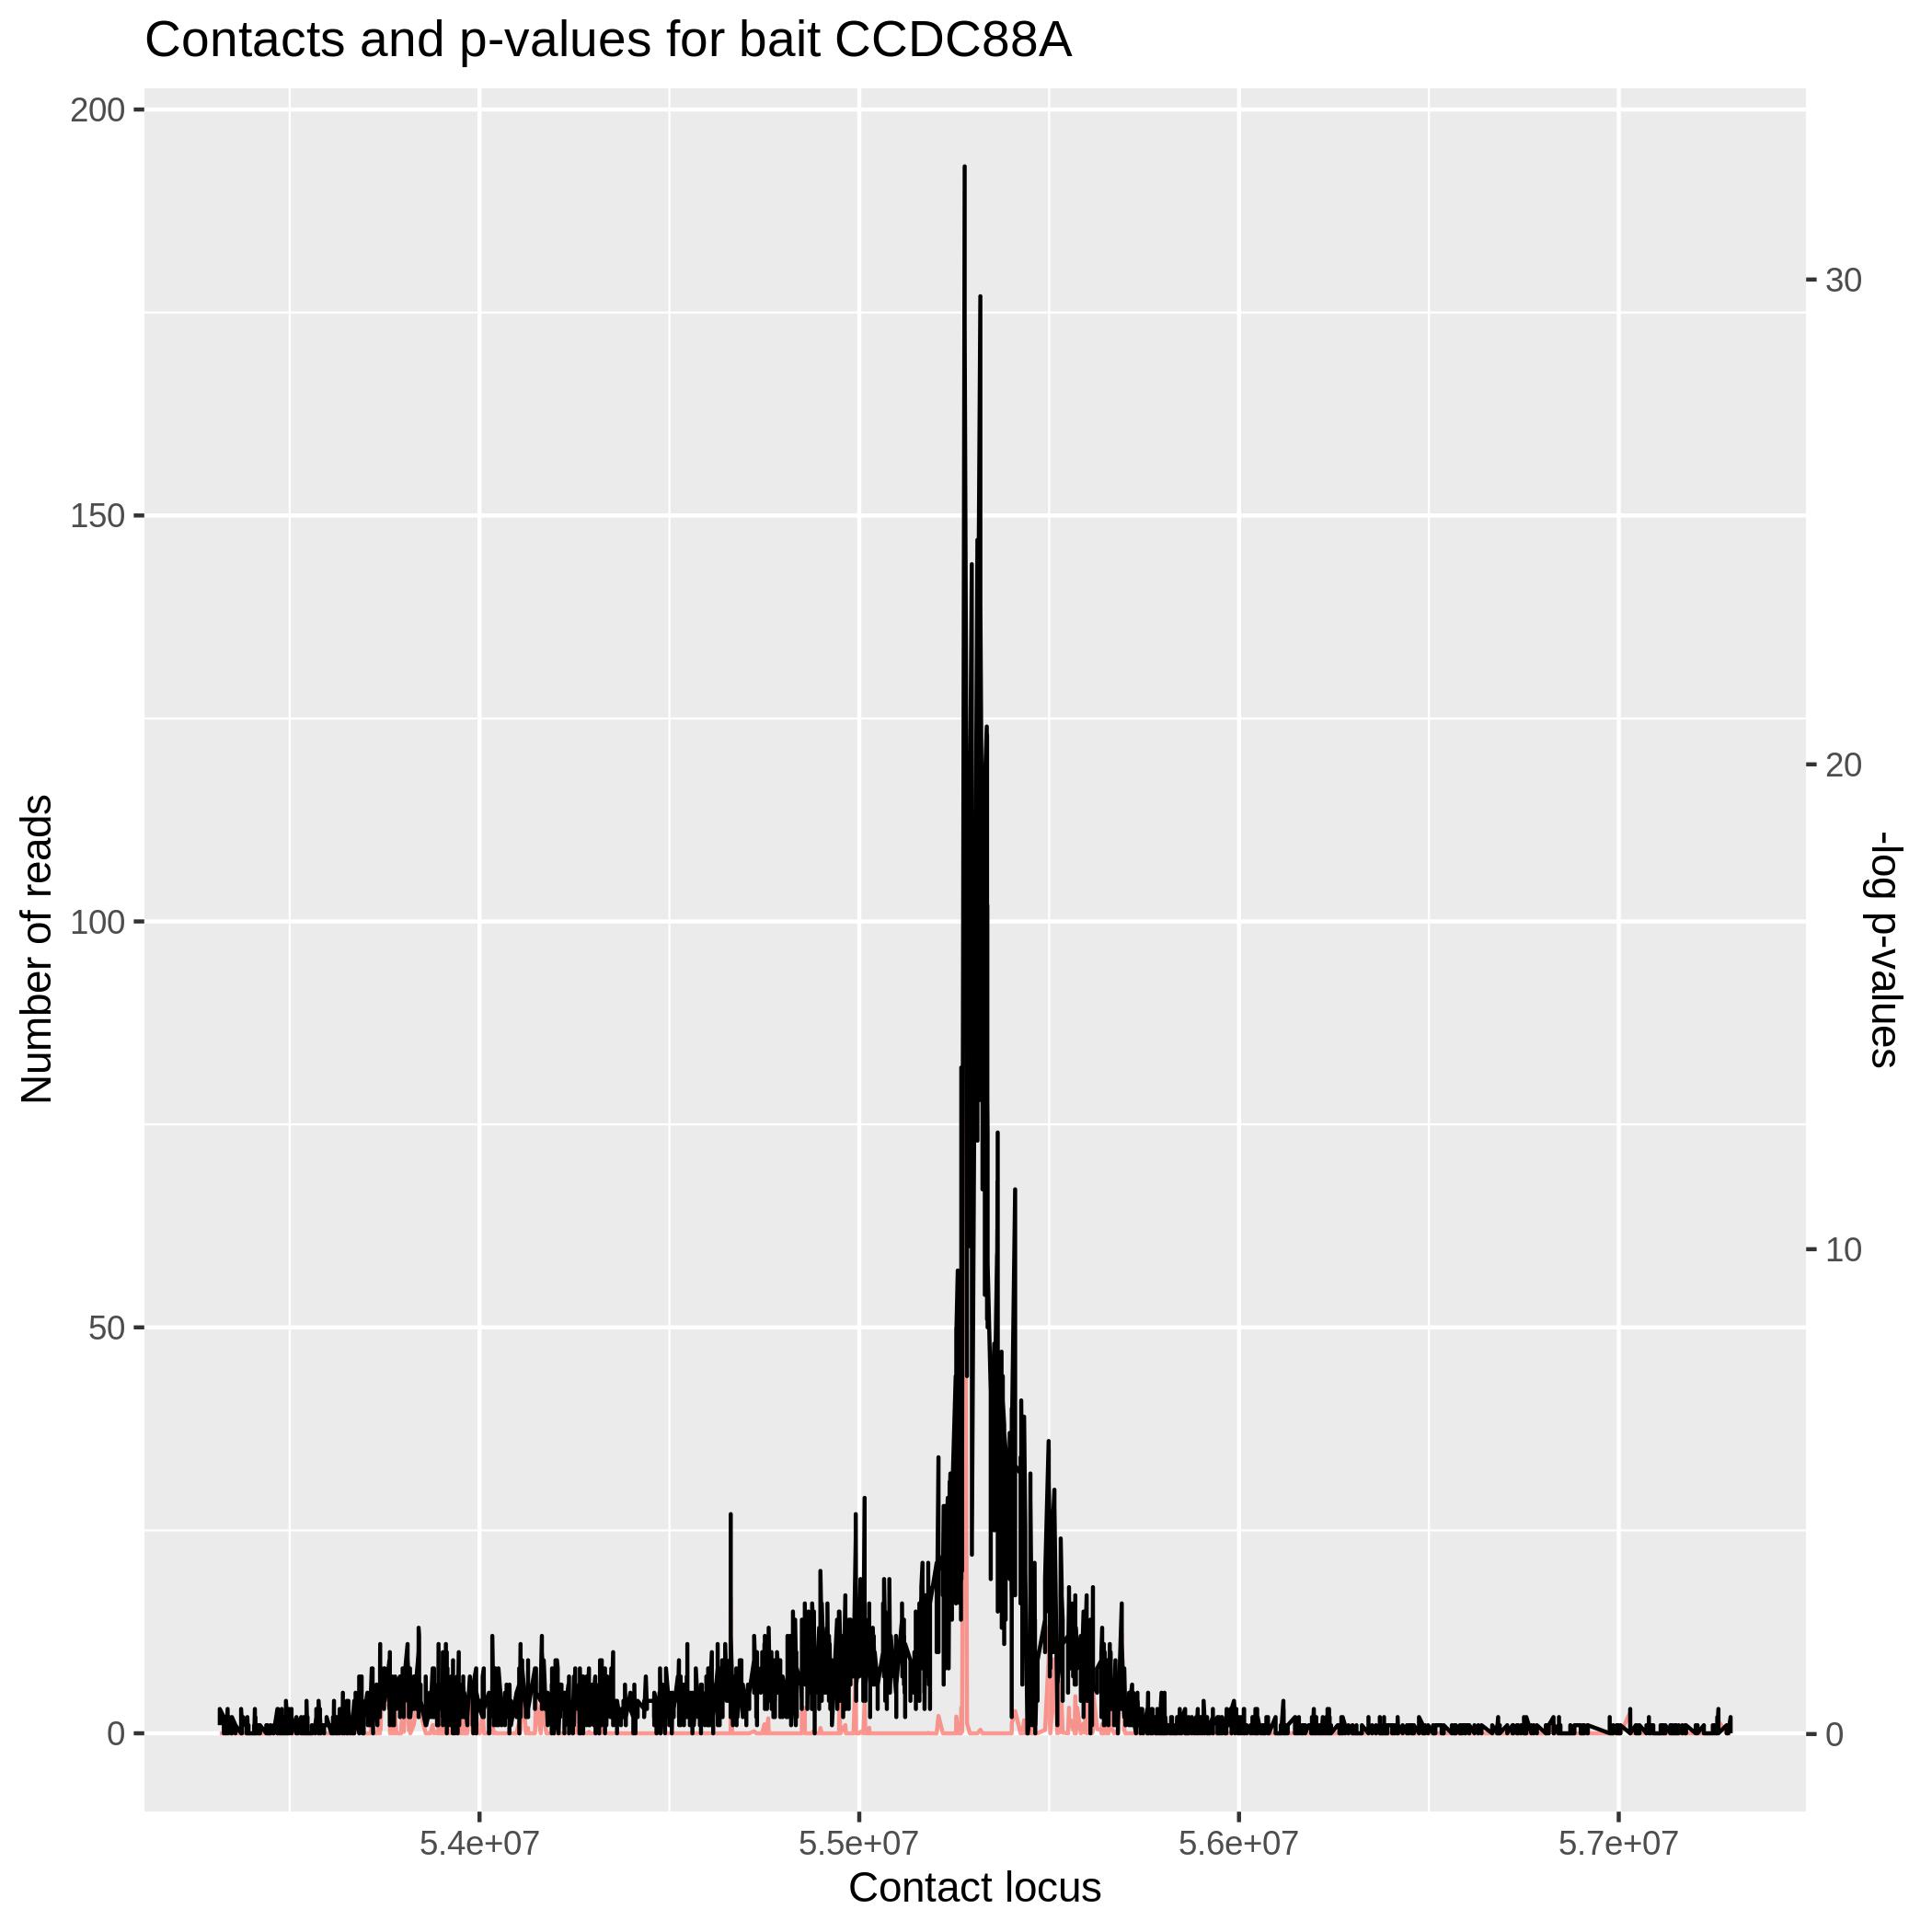 Contacts and p-values for bait CCDC88A
200
150
100
50
0
Number of reads
30
20
10
0
-log p-values
5.4e+07
5.5e+07
5.6e+07
5.7e+07
Contact locus